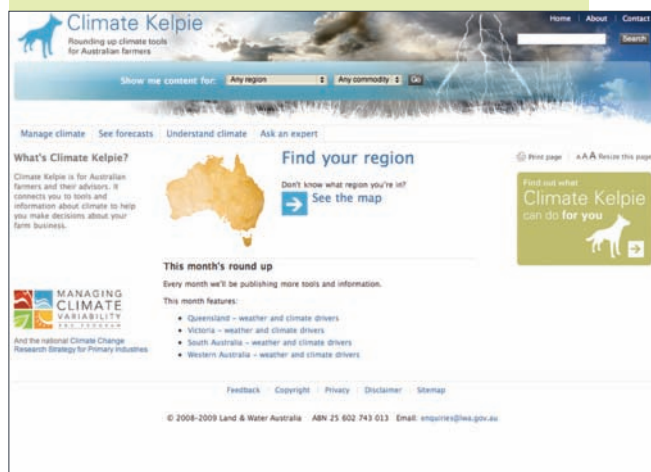 Climate Kelpie
Rounding up climate tools
for Australian farmers
Home About Contact
Search
Show me content for: Any region Any commodity Go
Manage climate See forecasts Understand climate Ask an expert
What's Climate Kelpie?
Climate Kelpie is for Australian
farmers and their advisors. It
connects you to tools and
information about climate to help
you make decisions about your
farm business.
Find your region
Don't know what region you're in?
See the map
Print page AAA Resize this page
Find out what
Climate Kelpie
can do for you
This month's round up
Every month we'll be publishing more tools and information.
This month features:
• Queensland – weather and climate drivers
• Victoria – weather and climate drivers
• South Australia – weather and climate drivers
• Western Australia – weather and climate drivers
MANAGING
CLIMATE
VARIABILITY
R&D PROGRAM
And the national Climate Change
Research Strategy for Primary Industries
Feedback Copyright Privacy Disclaimer Sitemap
© 2008-2009 Land & Water Australia ABN 25 602 743 013 Email: enquiries@lwa.gov.au